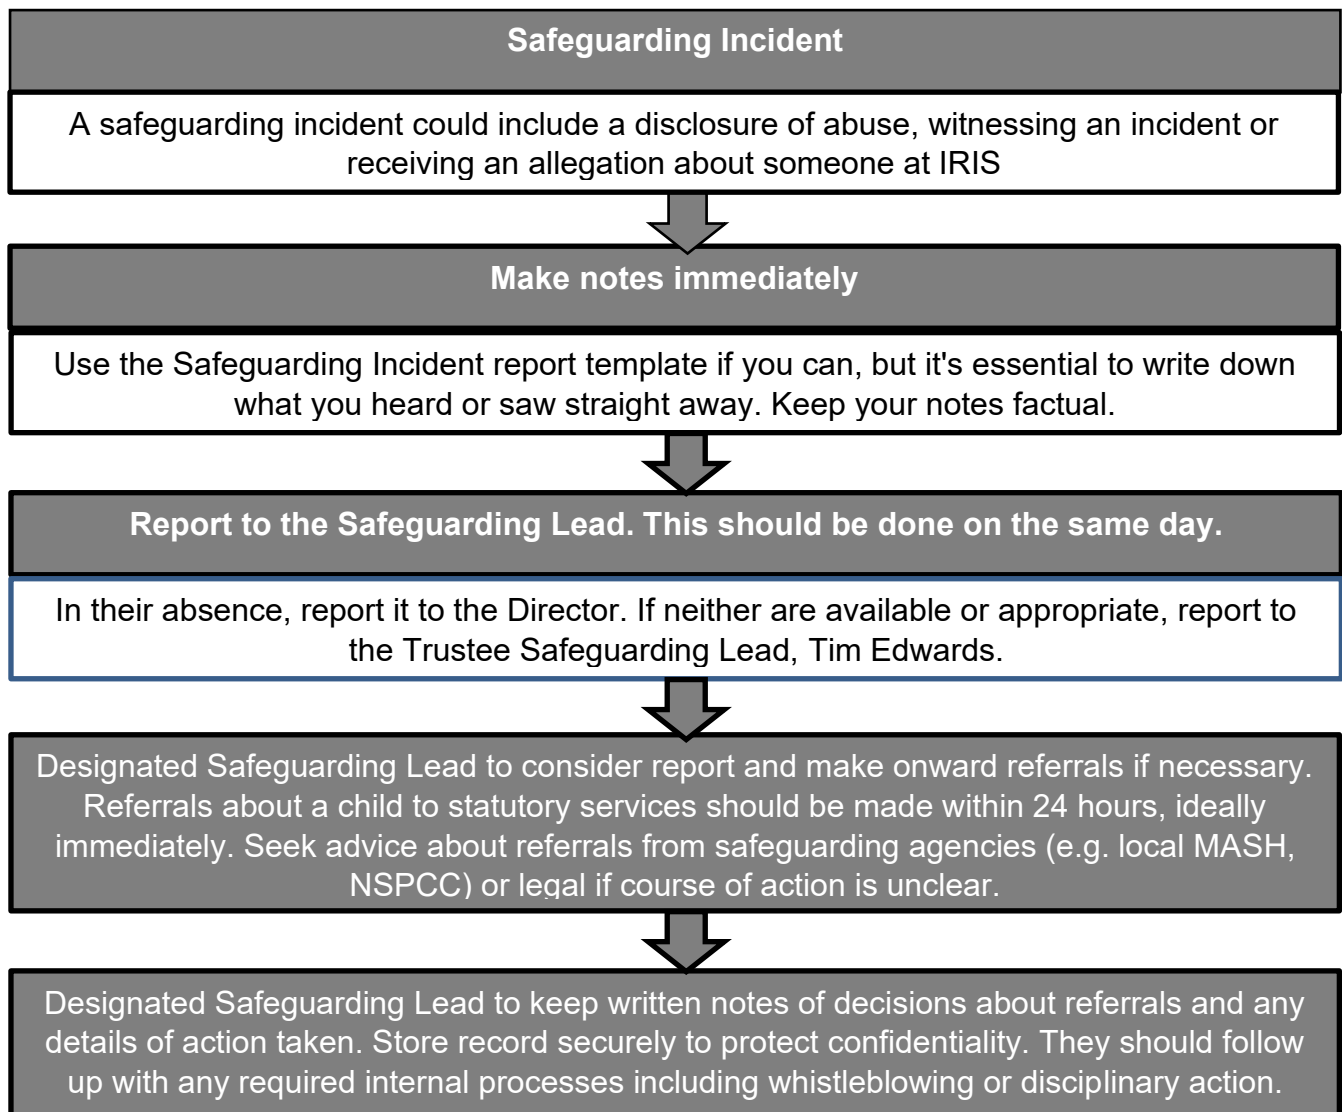 Safeguarding Incident
A safeguarding incident could include a disclosure of abuse, witnessing an incident or
receiving an allegation about someone at IRIS
Make notes immediately
Use the Safeguarding Incident report template if you can, but it's essential to write down
what you heard or saw straight away. Keep your notes factual.
Report to the Safeguarding Lead. This should be done on the same day.
In their absence, report it to the Director. If neither are available or appropriate, report to
the Trustee Safeguarding Lead, Tim Edwards.
Designated Safeguarding Lead to consider report and make onward referrals if necessary.
Referrals about a child to statutory services should be made within 24 hours, ideally
immediately. Seek advice about referrals from safeguarding agencies (e.g. local MASH,
NSPCC) or legal if course of action is unclear.
Designated Safeguarding Lead to keep written notes of decisions about referrals and any
details of action taken. Store record securely to protect confidentiality. They should follow
up with any required internal processes including whistleblowing or disciplinary action.